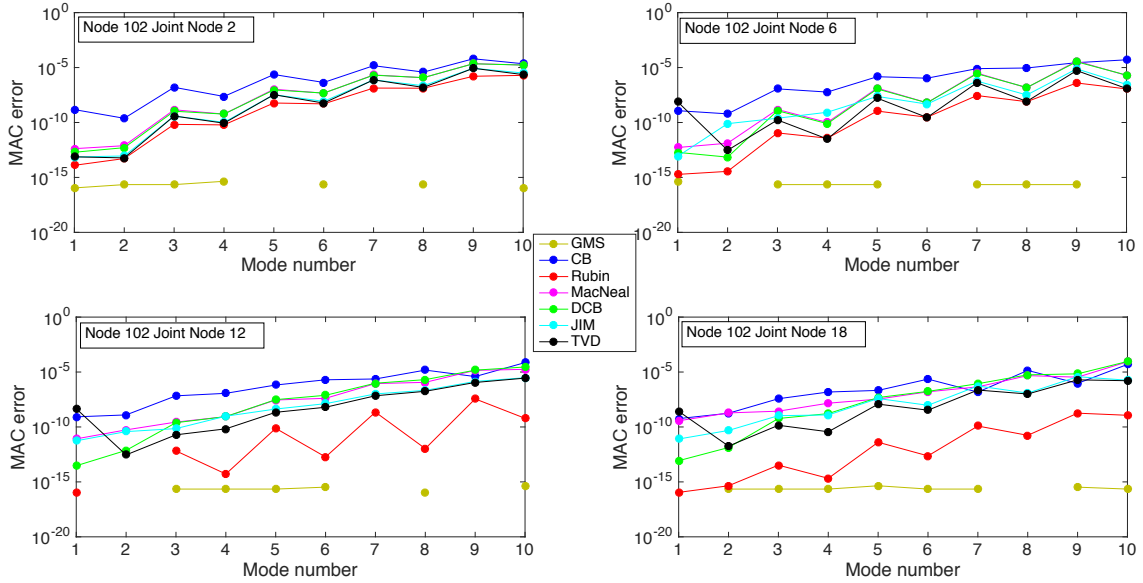 Node 102 Joint Node 2
MAC error
10^0
10^-5
10^-10
10^-15
10^-20
1 2 3 4 5 6 7 8 9 10
Mode number
Node 102 Joint Node 6
MAC error
10^0
10^-5
10^-10
10^-15
10^-20
1 2 3 4 5 6 7 8 9 10
Mode number
GMS
CB
Rubin
MacNeal
DCB
JIM
TVD
Node 102 Joint Node 12
MAC error
10^0
10^-5
10^-10
10^-15
10^-20
1 2 3 4 5 6 7 8 9 10
Mode number
Node 102 Joint Node 18
MAC error
10^0
10^-5
10^-10
10^-15
10^-20
1 2 3 4 5 6 7 8 9 10
Mode number